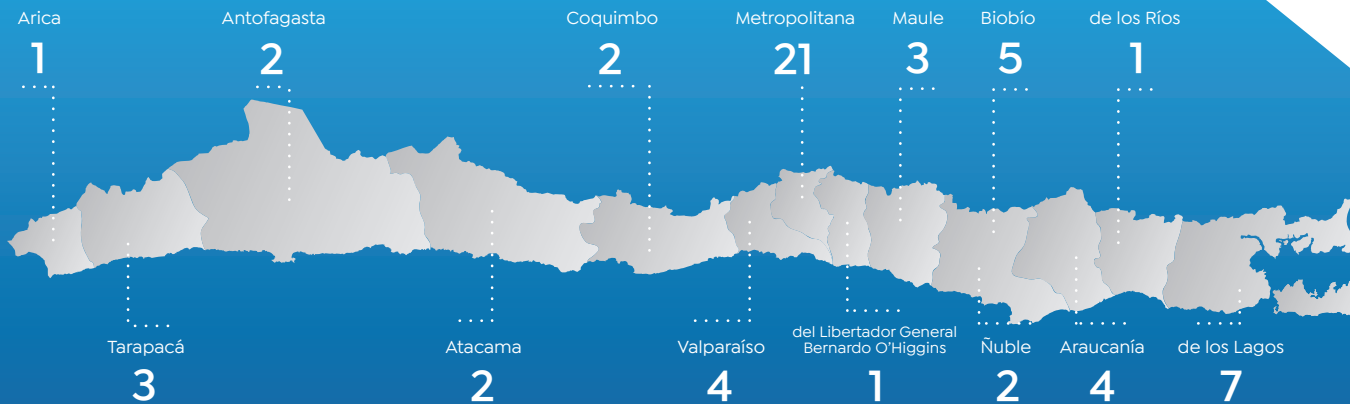 Arica
1
Antofagasta
2
Coquimbo
2
Metropolitana
21
Maule
3
Biobío
5
de los Ríos
1
Tarapacá
3
Atacama
2
Valparaíso
4
del Libertador General
Bernardo O’Higgins
1
Ñuble
2
Araucanía
4
de los Lagos
7